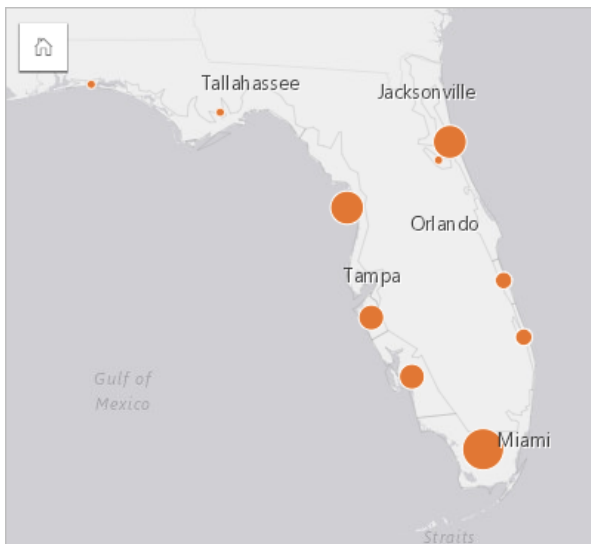 Tallahassee
Jacksonville
Orlando
Tampa
Gulf of
Mexico
Miami
Straits